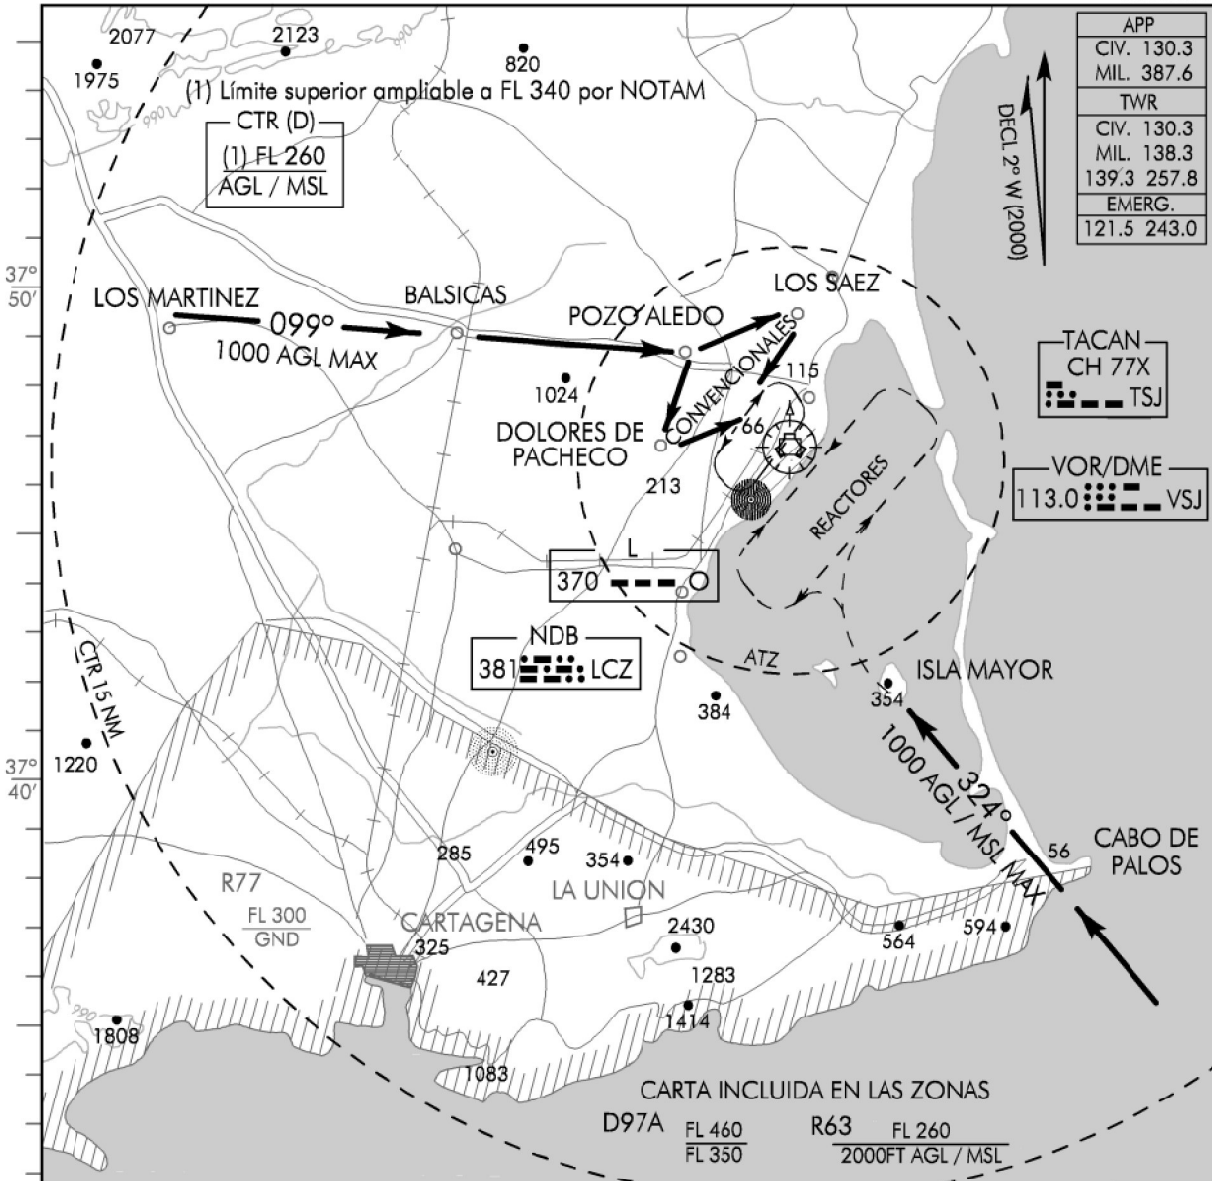 2077
2123
1975
820
(1) Límite superior ampliable a FL 340 por NOTAM
CTR (D)
(1) FL 260
AGL / MSL
990
990
APP
CIV. 130.3
MIL. 387.6
TWR
CIV. 130.3
MIL. 138.3
139.3 257.8
EMERG.
121.5 243.0
DECL 2° W (2000)
37°
50'
LOS MARTINEZ
BALSICAS
POZO ALEDO
LOS SAEZ
099°
1000 AGL MAX
CONVENCIONALES
115
1024
66
DOLORES DE
PACHECO
213
REACTORES
TACAN
CH 77X
TSJ
VOR/DME
113.0 VSJ
L
370 O
NDB
381 LCZ
ATZ
CTR 15 NM
ISLA MAYOR
354
384
1220
37°
40'
324°
1000 AGL / MSL MAX
CABO DE
PALOS
56
285
495
354
R77
FL 300
GND
LA UNION
CARTAGENA
325
427
2430
1283
1414
564
594
990
1808
1083
CARTA INCLUIDA EN LAS ZONAS
D97A FL 460
FL 350
R63 FL 260
2000FT AGL / MSL